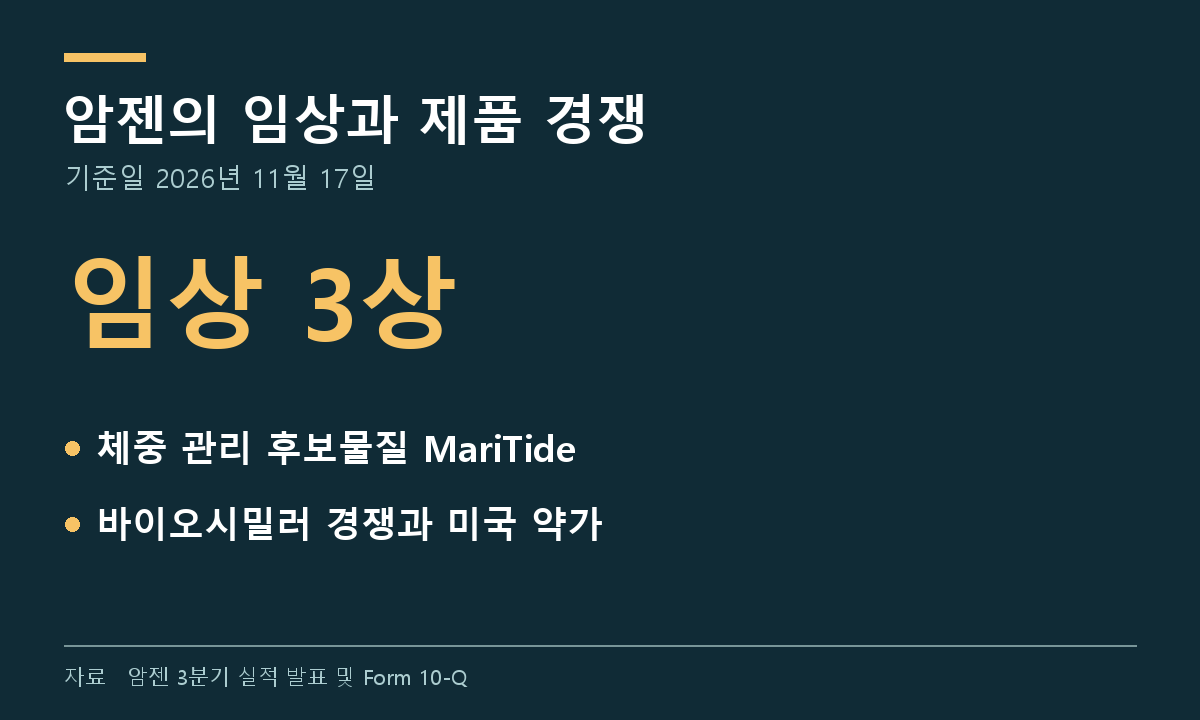 암젠의 임상과 제품 경쟁
기준일 2026년 11월 17일
임상 3상
체중 관리 후보물질 MariTide
바이오시밀러 경쟁과 미국 약가
자료 암젠 3분기 실적 발표 및 Form 10-Q